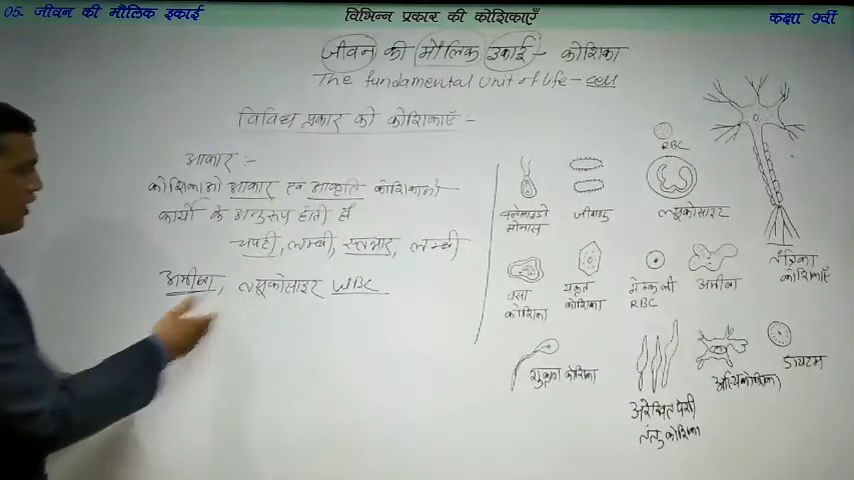 05. जीवन की मौलिक इकाई
विभिन्न प्रकार की कोशिकाएँ
कक्षा 9वीं
जीवन की मौलिक इकाई - कोशिका
The fundamental Unit of life - cell
विविध प्रकार की कोशिकाएँ -
आकार :-
कोशिकाओं आकार एवं आकृति कोशिकाओं
कार्यों के अनुरूप होती हैं
चपटी, लम्बी, स्तम्भार, लम्बी
अमीबा, ल्यूकोसाइट WBC
RBC
क्लेमाइडो
मोनास
जीवाणु
ल्यूकोसाइट
तंत्रिका
कोशिकाएँ
वसा
कोशिका
यकृत
कोशिका
मेंढक की
RBC
अमीबा
शुक्राणु कोशिका
अरेखित पेशी
तंतु कोशिका
अस्थि कोशिका
डायटम